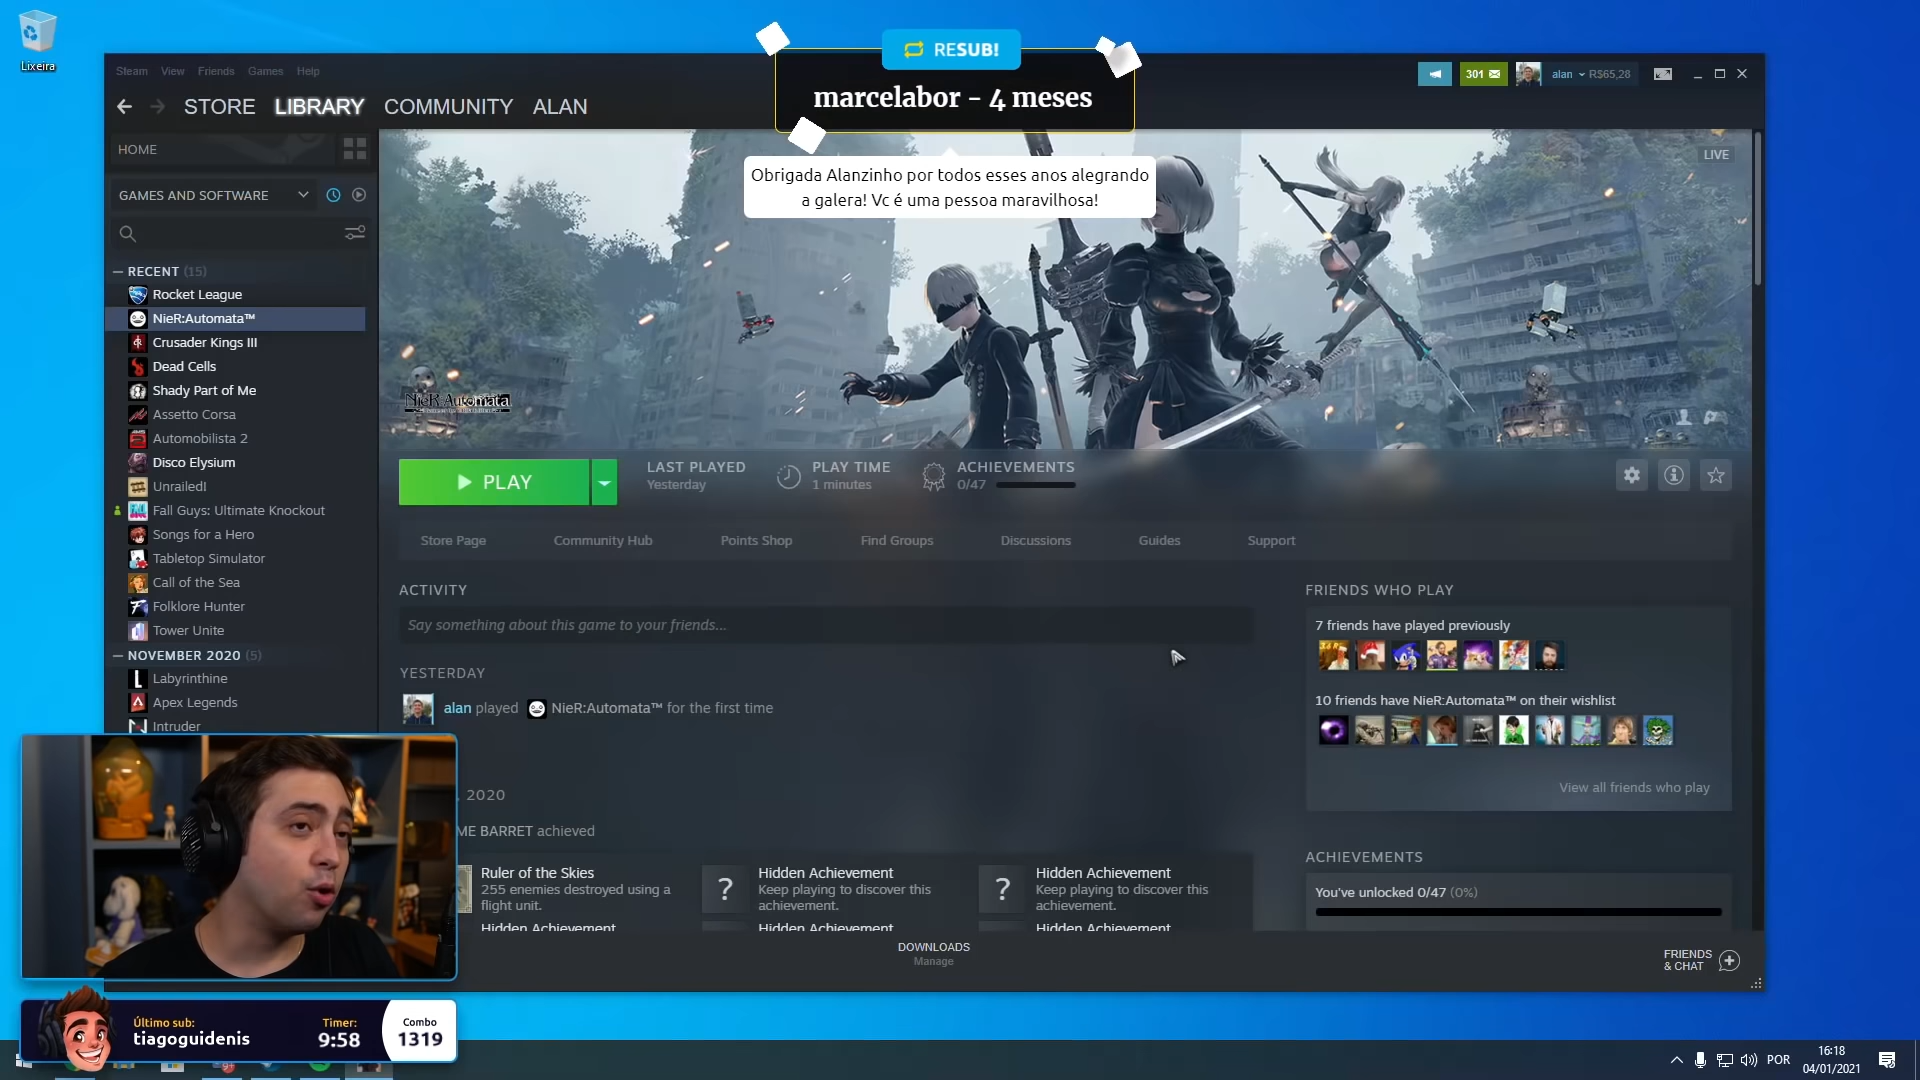 Lixeira
Steam View Friends Games Help
RESUB!
marcelabor - 4 meses
Obrigada Alanzinho por todos esses anos alegrando
a galera! Vc é uma pessoa maravilhosa!
301
alan R$65,28
STORE LIBRARY COMMUNITY ALAN
HOME
GAMES AND SOFTWARE
RECENT (15)
Rocket League
NieR:Automata™
Crusader Kings III
Dead Cells
Shady Part of Me
Assetto Corsa
Automobilista 2
Disco Elysium
Unrailed!
Fall Guys: Ultimate Knockout
Songs for a Hero
Tabletop Simulator
Call of the Sea
Folklore Hunter
Tower Unite
NOVEMBER 2020 (5)
Labyrinthine
Apex Legends
Intruder
LIVE
NieR:Automata
PLAY
LAST PLAYED
Yesterday
PLAY TIME
1 minutes
ACHIEVEMENTS
0/47
Store Page Community Hub Points Shop Find Groups Discussions Guides Support
ACTIVITY
Say something about this game to your friends...
YESTERDAY
alan played NieR:Automata™ for the first time
, 2020
ME BARRET achieved
Ruler of the Skies
255 enemies destroyed using a
flight unit.
Hidden Achievement
Keep playing to discover this
achievement.
Hidden Achievement
Keep playing to discover this
achievement.
Hidden Achievement
Hidden Achievement
Hidden Achievement
FRIENDS WHO PLAY
7 friends have played previously
10 friends have NieR:Automata™ on their wishlist
View all friends who play
ACHIEVEMENTS
You've unlocked 0/47 (0%)
DOWNLOADS
Manage
FRIENDS
& CHAT
Último sub:
tiagoguidenis
Timer:
9:58
Combo
1319
POR
16:18
04/01/2021